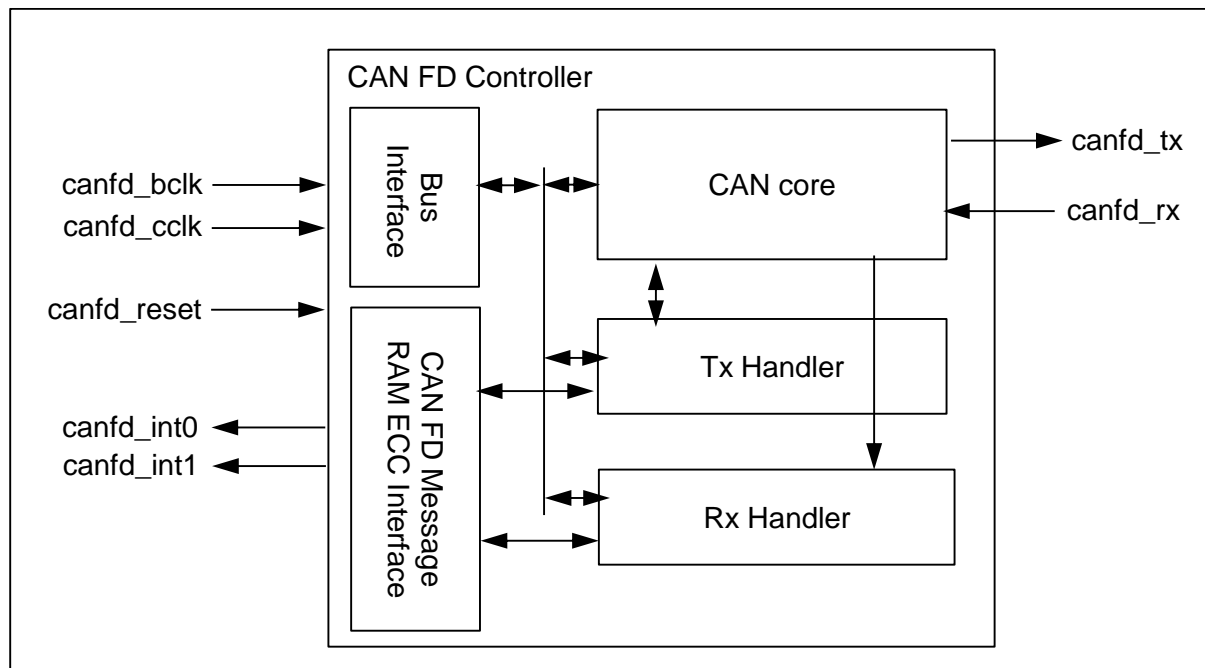 CAN FD Controller
canfd_bclk
canfd_cclk
canfd_reset
canfd_int0
canfd_int1
Bus
Interface
CAN FD Message
RAM ECC Interface
CAN core
Tx Handler
Rx Handler
canfd_tx
canfd_rx